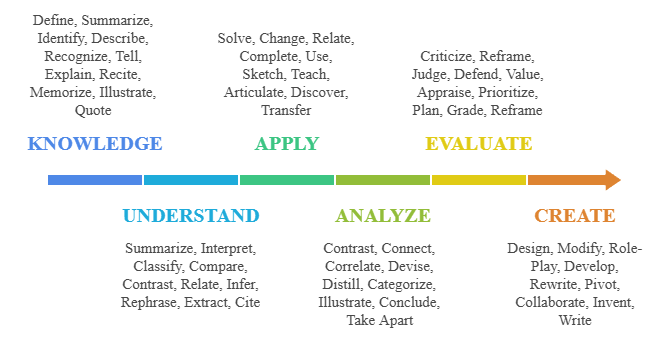 Define, Summarize,
Identify, Describe,
Recognize, Tell,
Explain, Recite,
Memorize, Illustrate,
Quote
KNOWLEDGE
Solve, Change, Relate,
Complete, Use,
Sketch, Teach,
Articulate, Discover,
Transfer
APPLY
Criticize, Reframe,
Judge, Defend, Value,
Appraise, Prioritize,
Plan, Grade, Reframe
EVALUATE
UNDERSTAND
Summarize, Interpret,
Classify, Compare,
Contrast, Relate, Infer,
Rephrase, Extract, Cite
ANALYZE
Contrast, Connect,
Correlate, Devise,
Distill, Categorize,
Illustrate, Conclude,
Take Apart
CREATE
Design, Modify, Role-
Play, Develop,
Rewrite, Pivot,
Collaborate, Invent,
Write